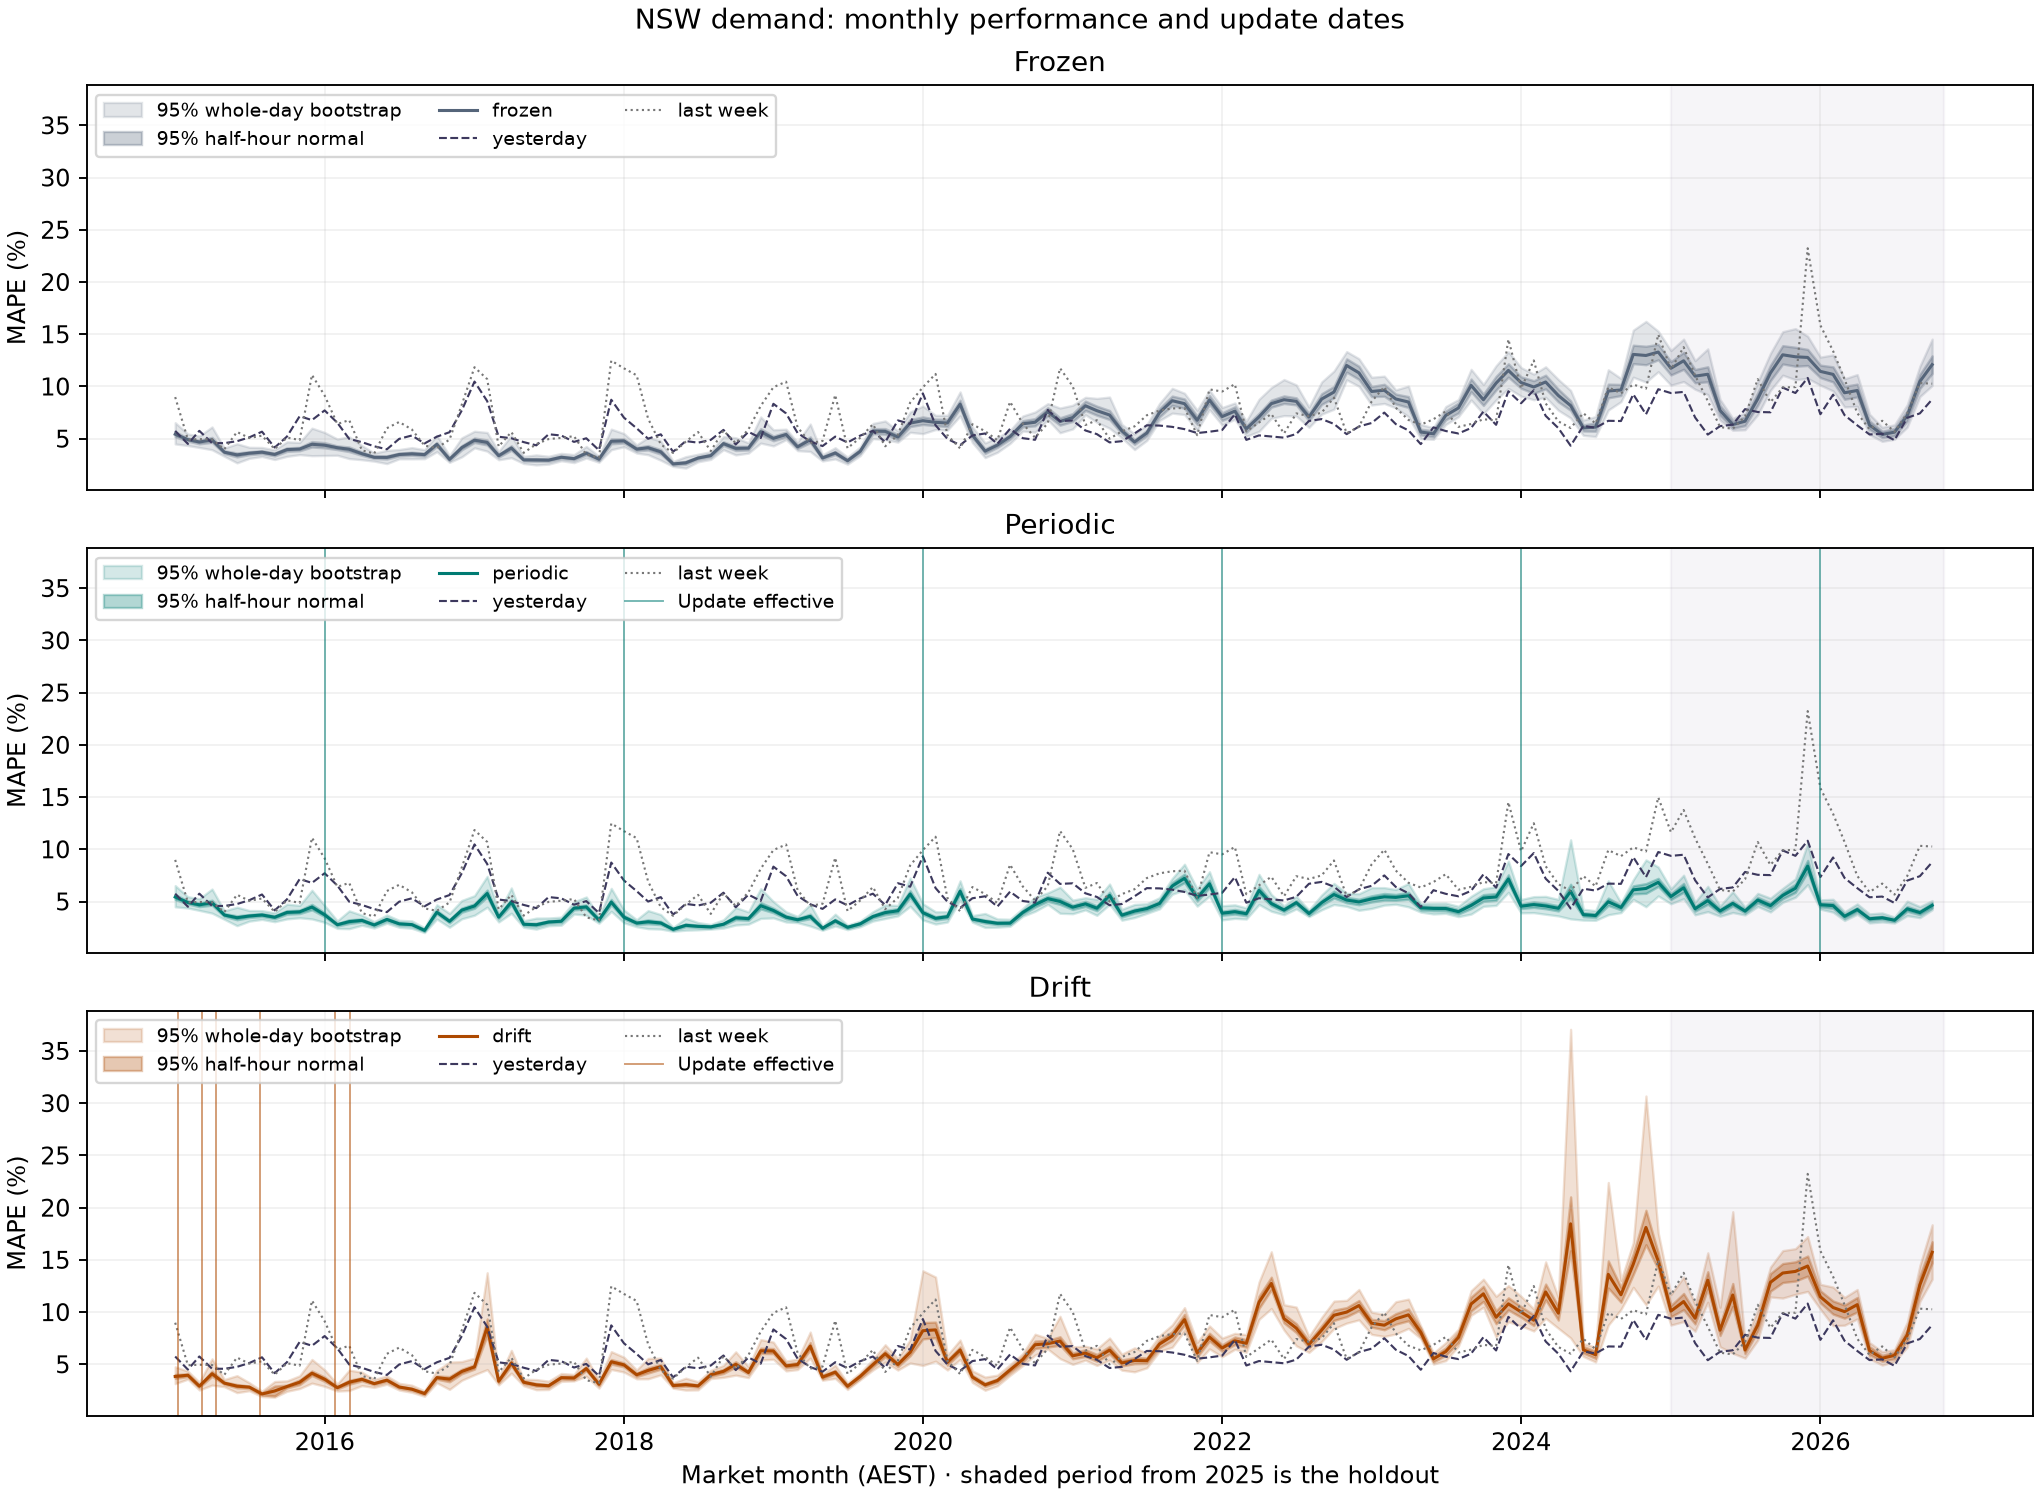 NSW demand: monthly performance and update dates
Frozen
95% whole-day bootstrap
95% half-hour normal
frozen
yesterday
last week
MAPE (%)
35
30
25
20
15
10
5
Periodic
95% whole-day bootstrap
95% half-hour normal
periodic
yesterday
last week
Update effective
MAPE (%)
35
30
25
20
15
10
5
Drift
95% whole-day bootstrap
95% half-hour normal
drift
yesterday
last week
Update effective
MAPE (%)
35
30
25
20
15
10
5
2016 2018 2020 2022 2024 2026
Market month (AEST) · shaded period from 2025 is the holdout